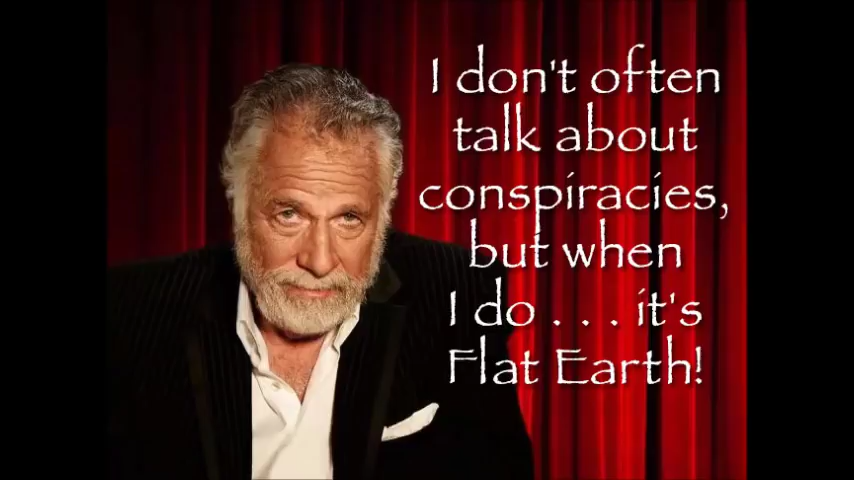 I don't often
talk about
conspiracies,
but when
I do . . . it's
Flat Earth!